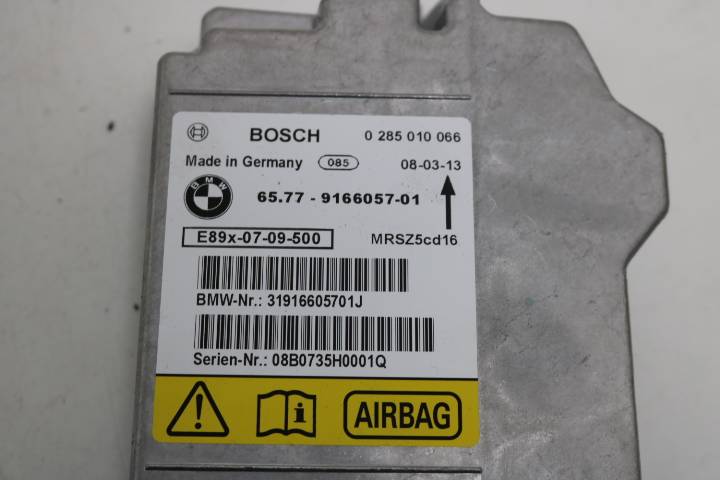 BOSCH 0 285 010 066
Made in Germany 085 08-03-13
BMW 65.77 - 9166057-01
E89x-07-09-500 MRSZ5cd16
BMW-Nr.: 31916605701J
Serien-Nr.: 08B0735H0001Q
AIRBAG